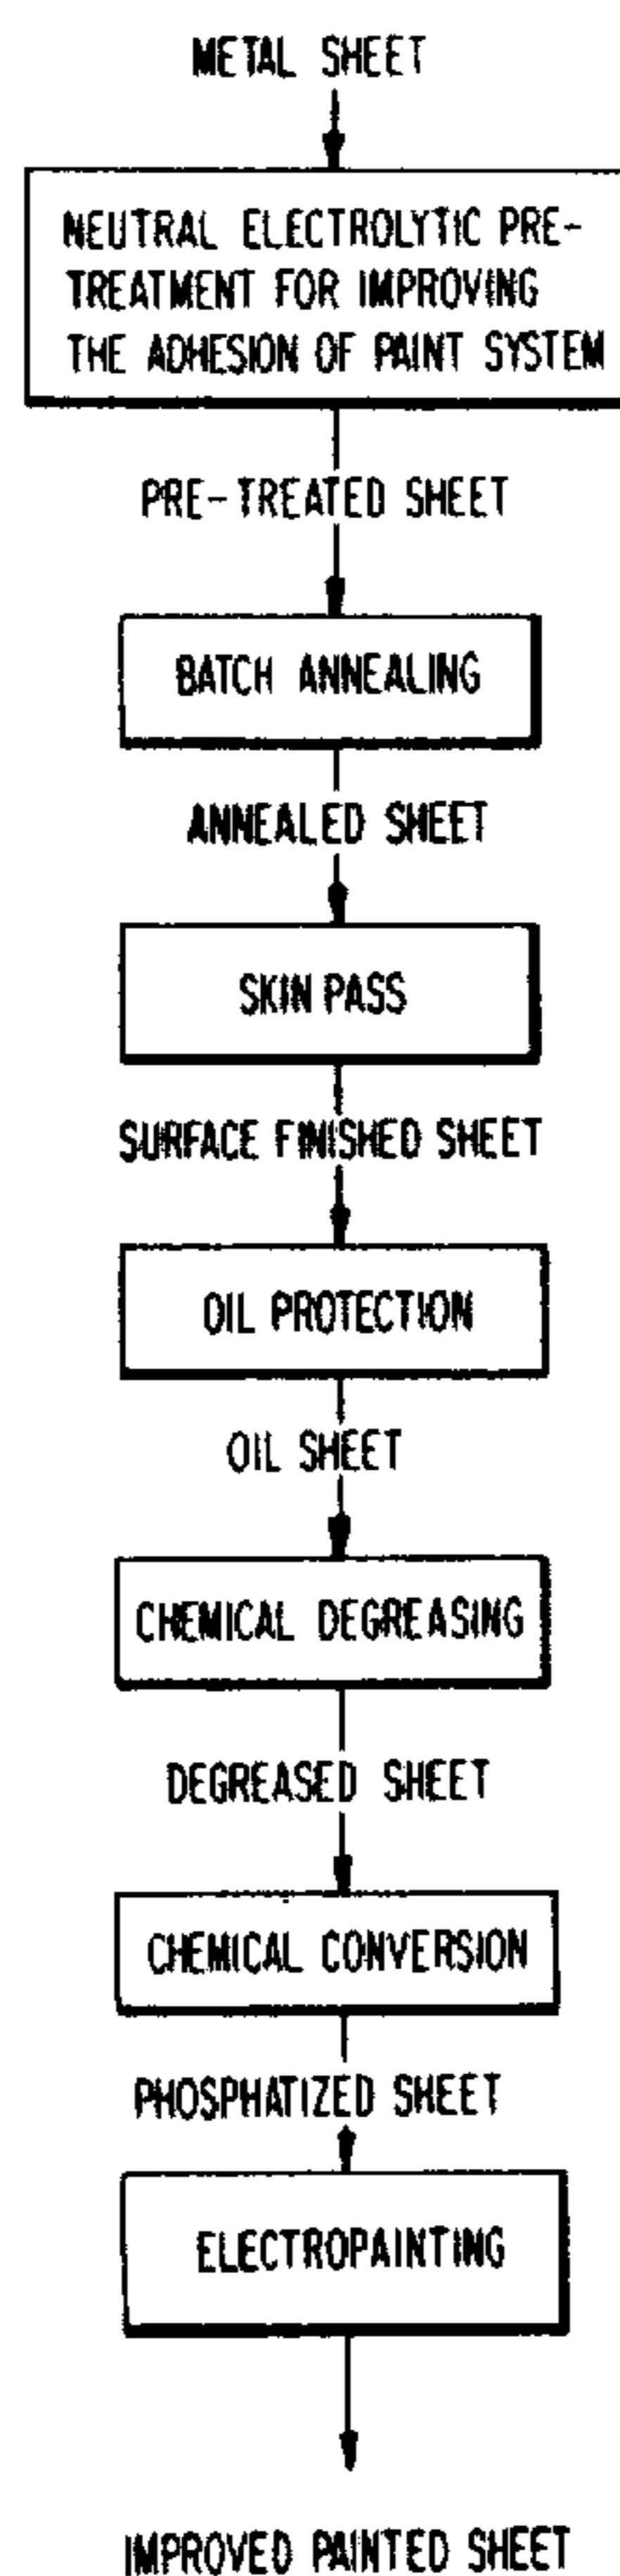 METAL SHEET
NEUTRAL ELECTROLYTIC PRE-
TREATMENT FOR IMPROVING
THE ADHESION OF PAINT SYSTEM
PRE-TREATED SHEET
BATCH ANNEALING
ANNEALED SHEET
SKIN PASS
SURFACE FINISHED SHEET
OIL PROTECTION
OIL SHEET
CHEMICAL DEGREASING
DEGREASED SHEET
CHEMICAL CONVERSION
PHOSPHATIZED SHEET
ELECTROPAINTING
IMPROVED PAINTED SHEET